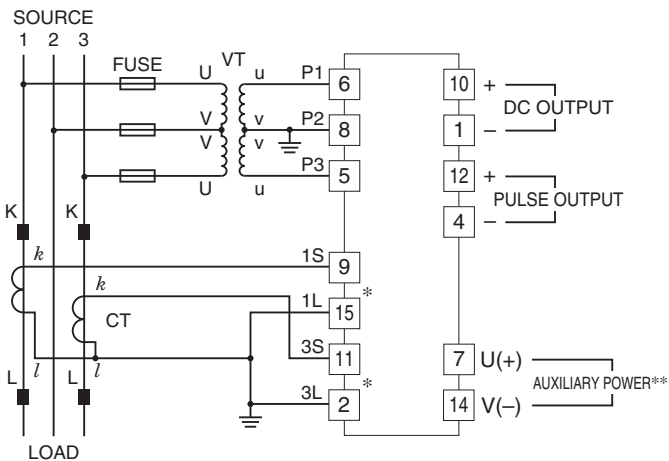 SOURCE
1 2 3
FUSE
VT
U
u
P1
6
10
+
DC OUTPUT
V
v
P2
8
1
–
V
v
U
u
P3
5
12
+
PULSE OUTPUT
4
–
K
K
k
1S
9
k
CT
1L
15
*
3S
11
7
U(+)
AUXILIARY POWER**
L
l
L
l
3L
2
*
14
V(–)
LOAD